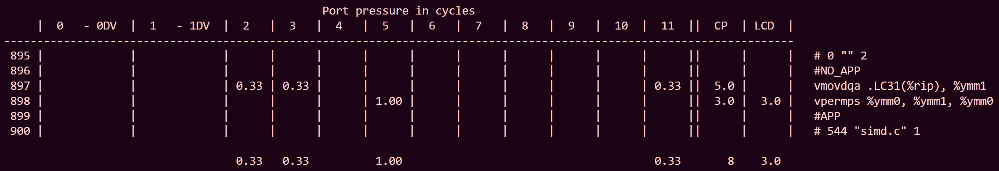 Port pressure in cycles
| 0 - 0DV | 1 - 1DV | 2 | 3 | 4 | 5 | 6 | 7 | 8 | 9 | 10 | 11 || CP | LCD |
-----------------------------------------------------------------------------------------------------------------------
895 | | | | | | | | | | | | || | | # 0 "" 2
896 | | | | | | | | | | | | || | | #NO_APP
897 | | | 0.33 | 0.33 | | | | | | | | 0.33 || 5.0 | | vmovdqa .LC31(%rip), %ymm1
898 | | | | | | 1.00 | | | | | | || 3.0 | 3.0 | vpermps %ymm0, %ymm1, %ymm0
899 | | | | | | | | | | | | || | | #APP
900 | | | | | | | | | | | | || | | # 544 "simd.c" 1
0.33 0.33 1.00 0.33 8 3.0